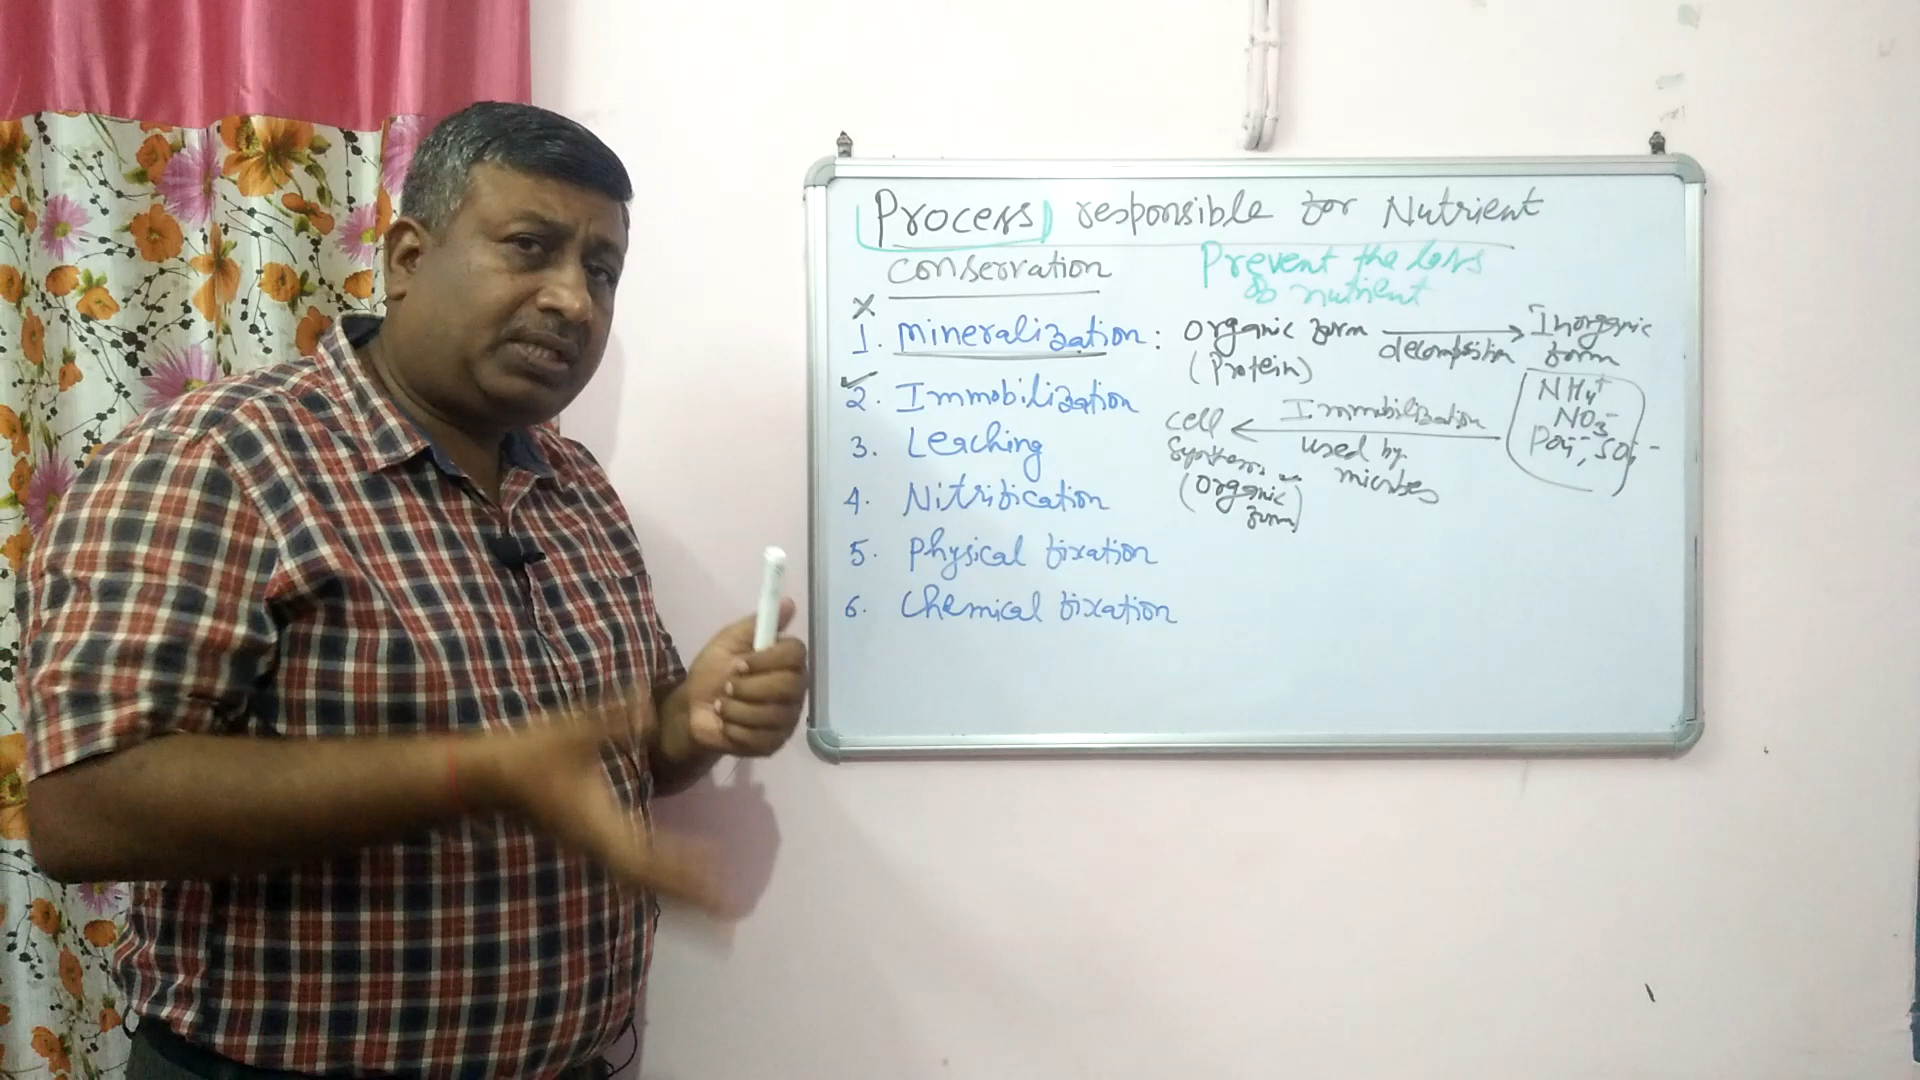 Process responsible for Nutrient
conservation
Prevent the loss
of nutrient
X
1. Mineralization : Organic form → Inorganic
(Protein) decomposition form
NH4+
NO3-
PO4--, SO4--
✓
2. Immobilization
cell ← Immobilization
Synthesis used by
(Organic microbes
form)
3. Leaching
4. Nitrification
5. Physical fixation
6. Chemical fixation